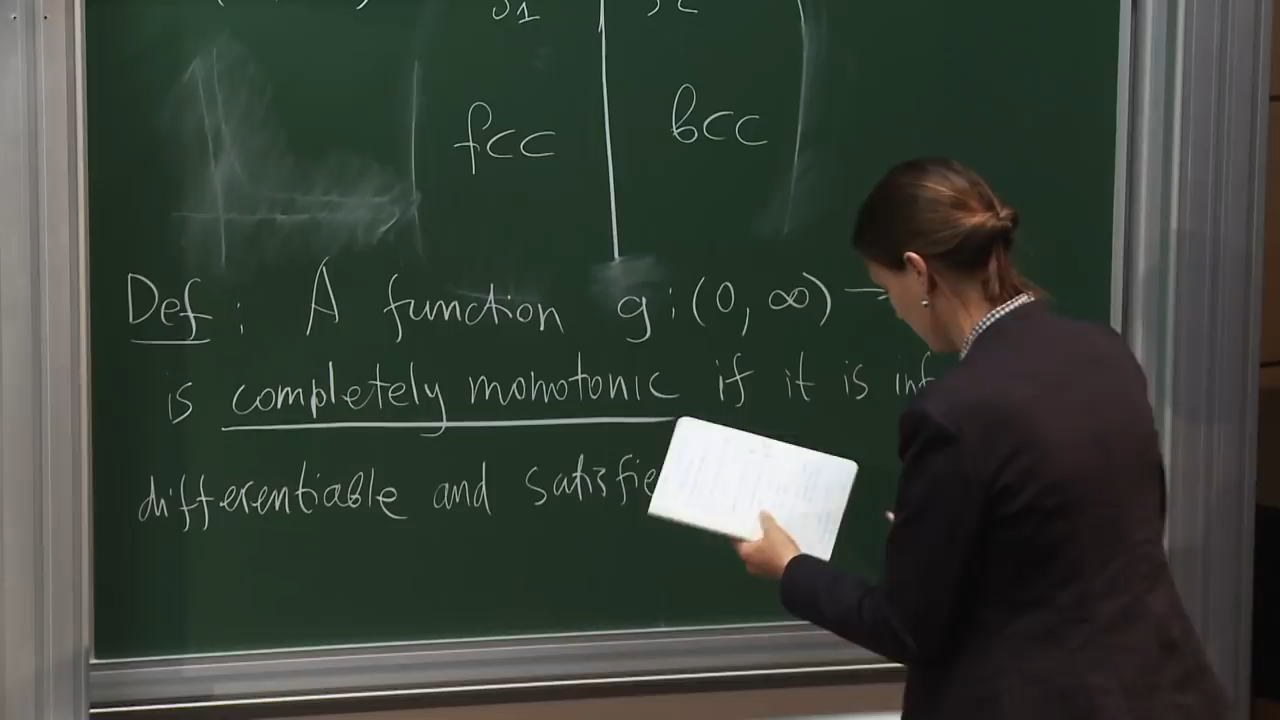 fcc bcc
Def: A function g:(0, ∞) →
is completely monotonic if it is inf
differentiable and satisfie